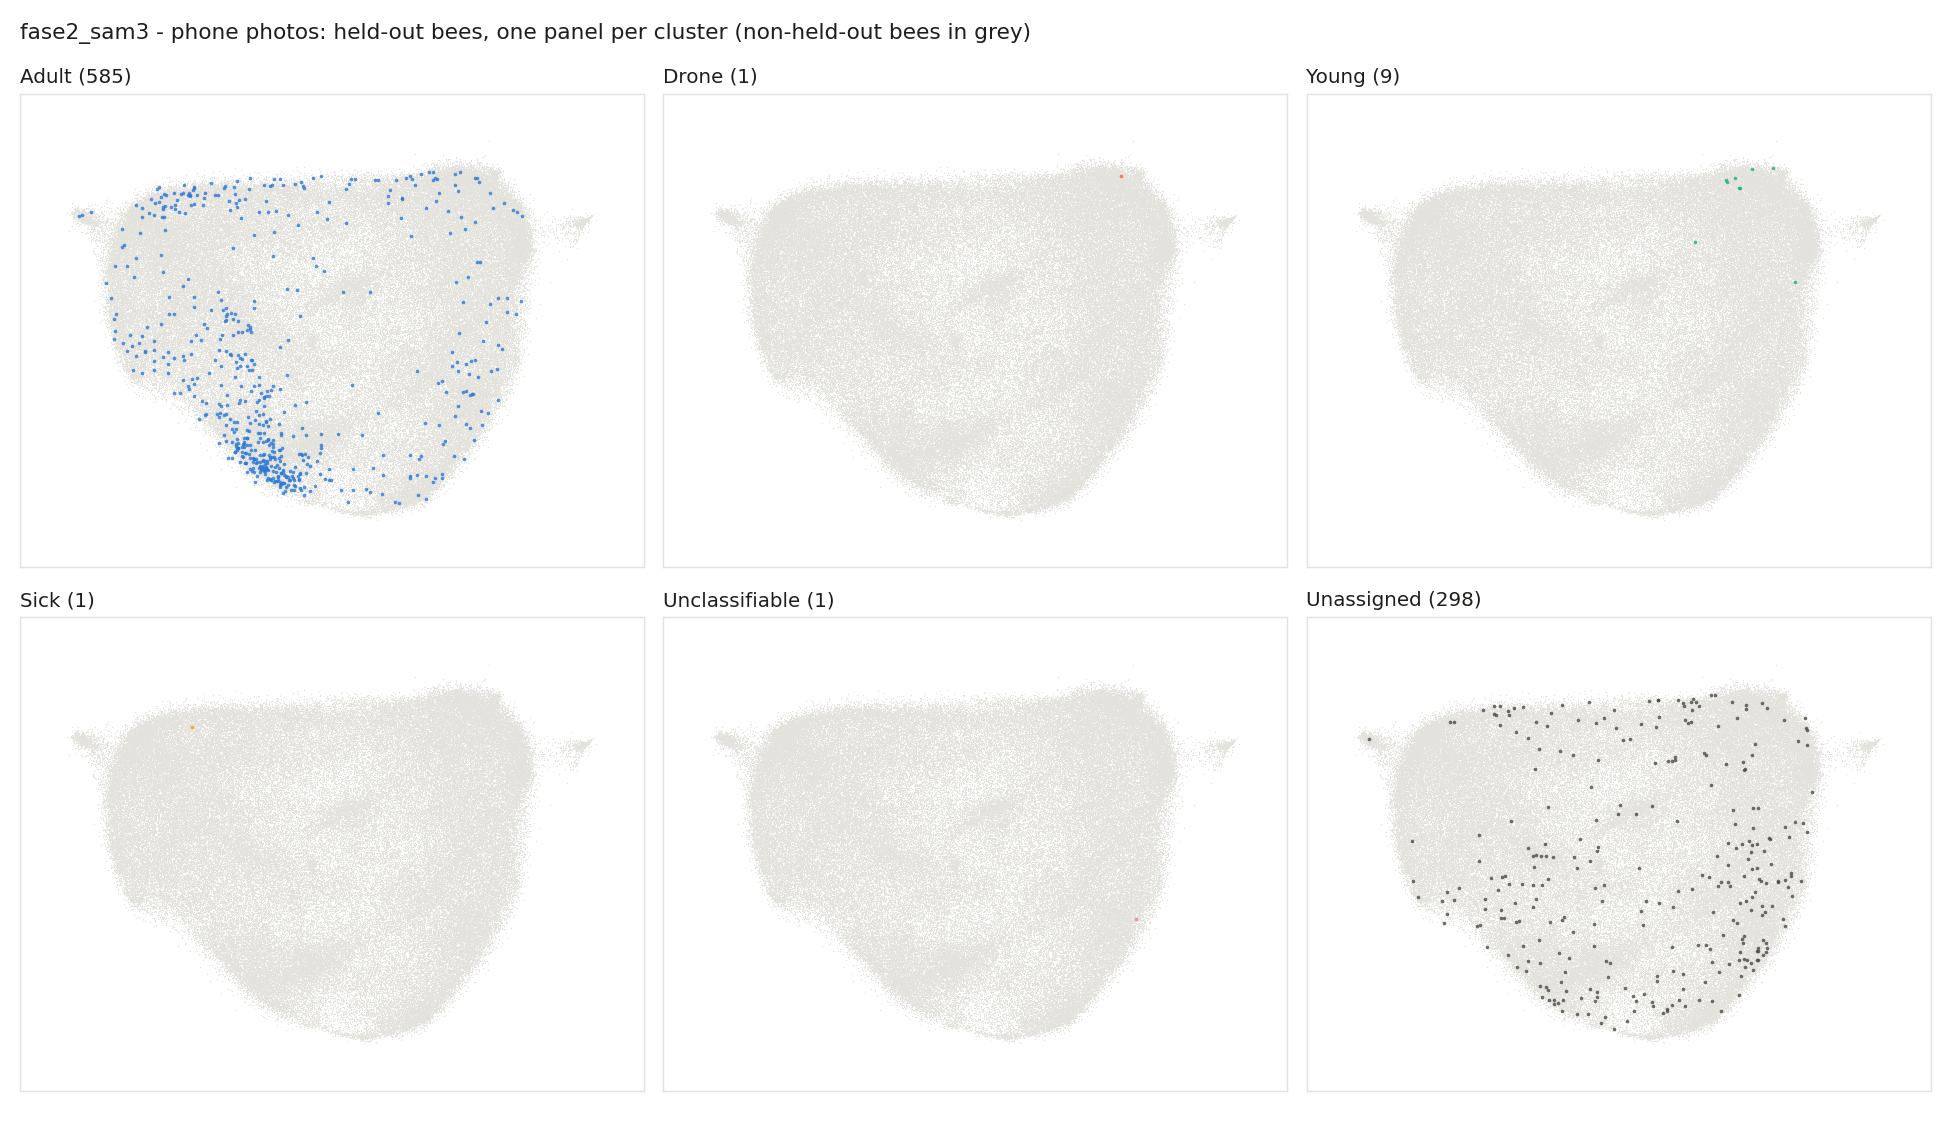 fase2_sam3 - phone photos: held-out bees, one panel per cluster (non-held-out bees in grey)
Adult (585)
Drone (1)
Young (9)
Sick (1)
Unclassifiable (1)
Unassigned (298)